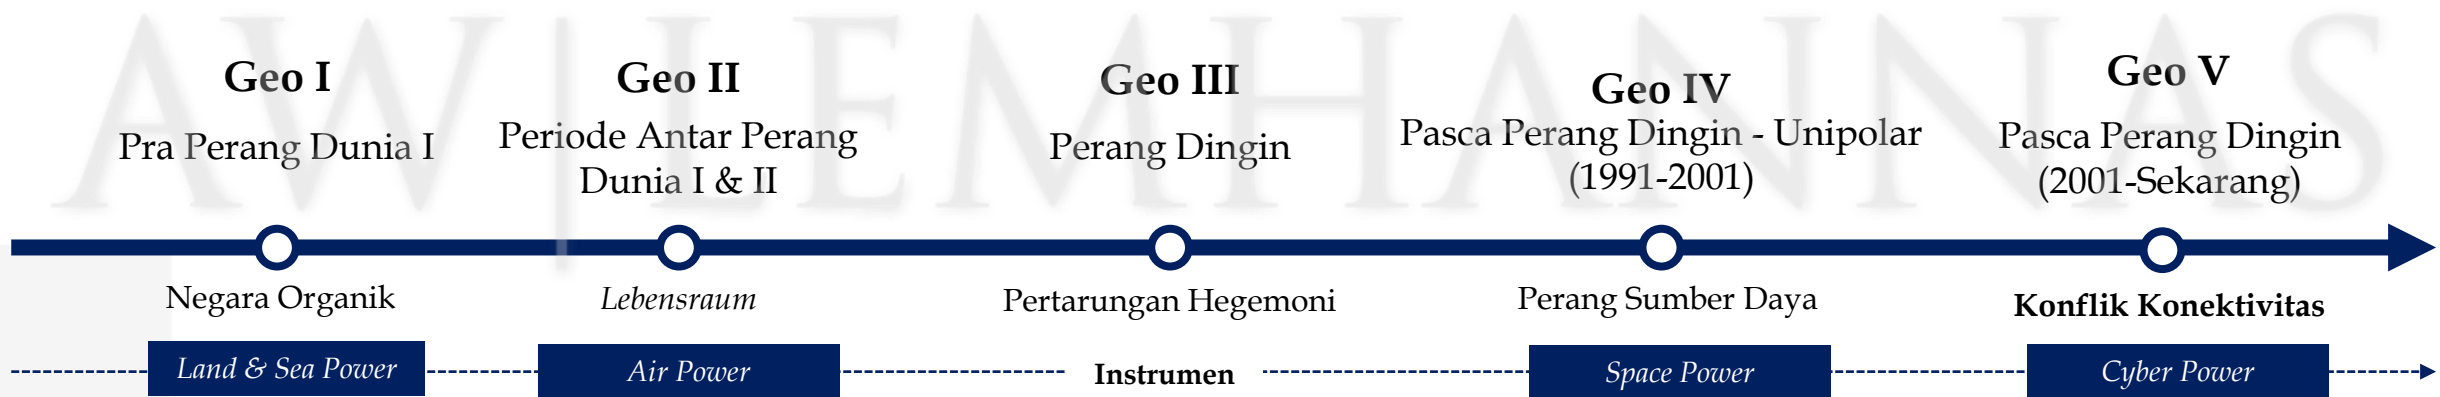 AW | LEMHANNAS
Geo I
Pra Perang Dunia I
Negara Organik
Land & Sea Power
Geo II
Periode Antar Perang
Dunia I & II
Lebensraum
Air Power
Geo III
Perang Dingin
Pertarungan Hegemoni
Instrumen
Geo IV
Pasca Perang Dingin - Unipolar
(1991-2001)
Perang Sumber Daya
Space Power
Geo V
Pasca Perang Dingin
(2001-Sekarang)
Konflik Konektivitas
Cyber Power